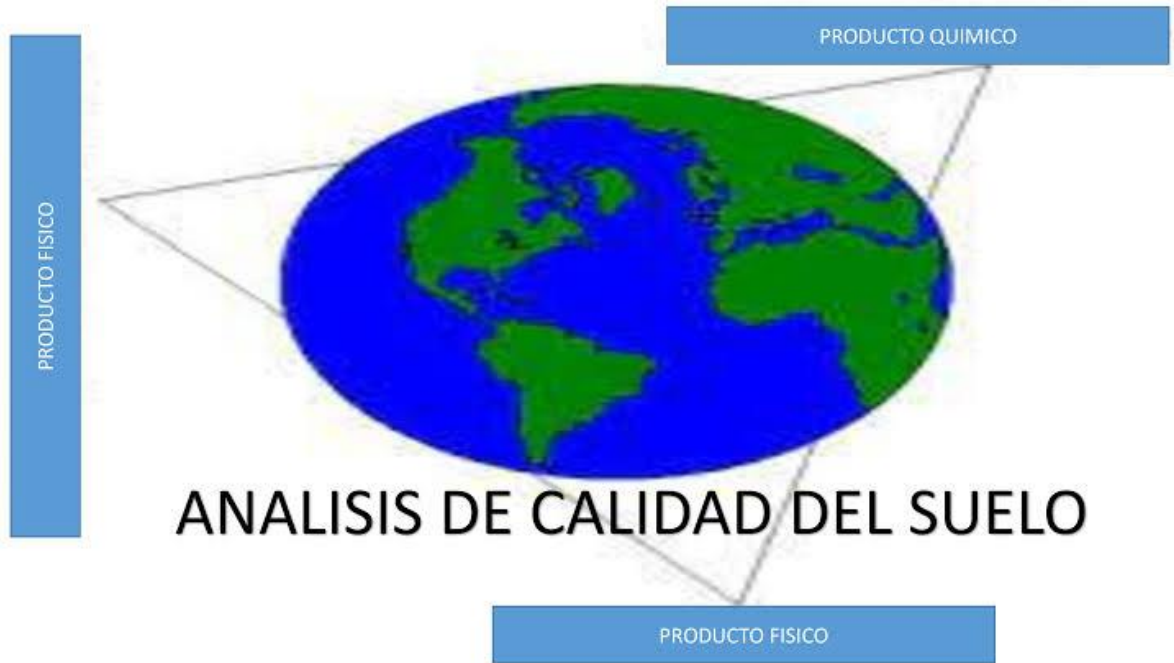 PRODUCTO QUIMICO
PRODUCTO FISICO
ANALISIS DE CALIDAD DEL SUELO
PRODUCTO FISICO